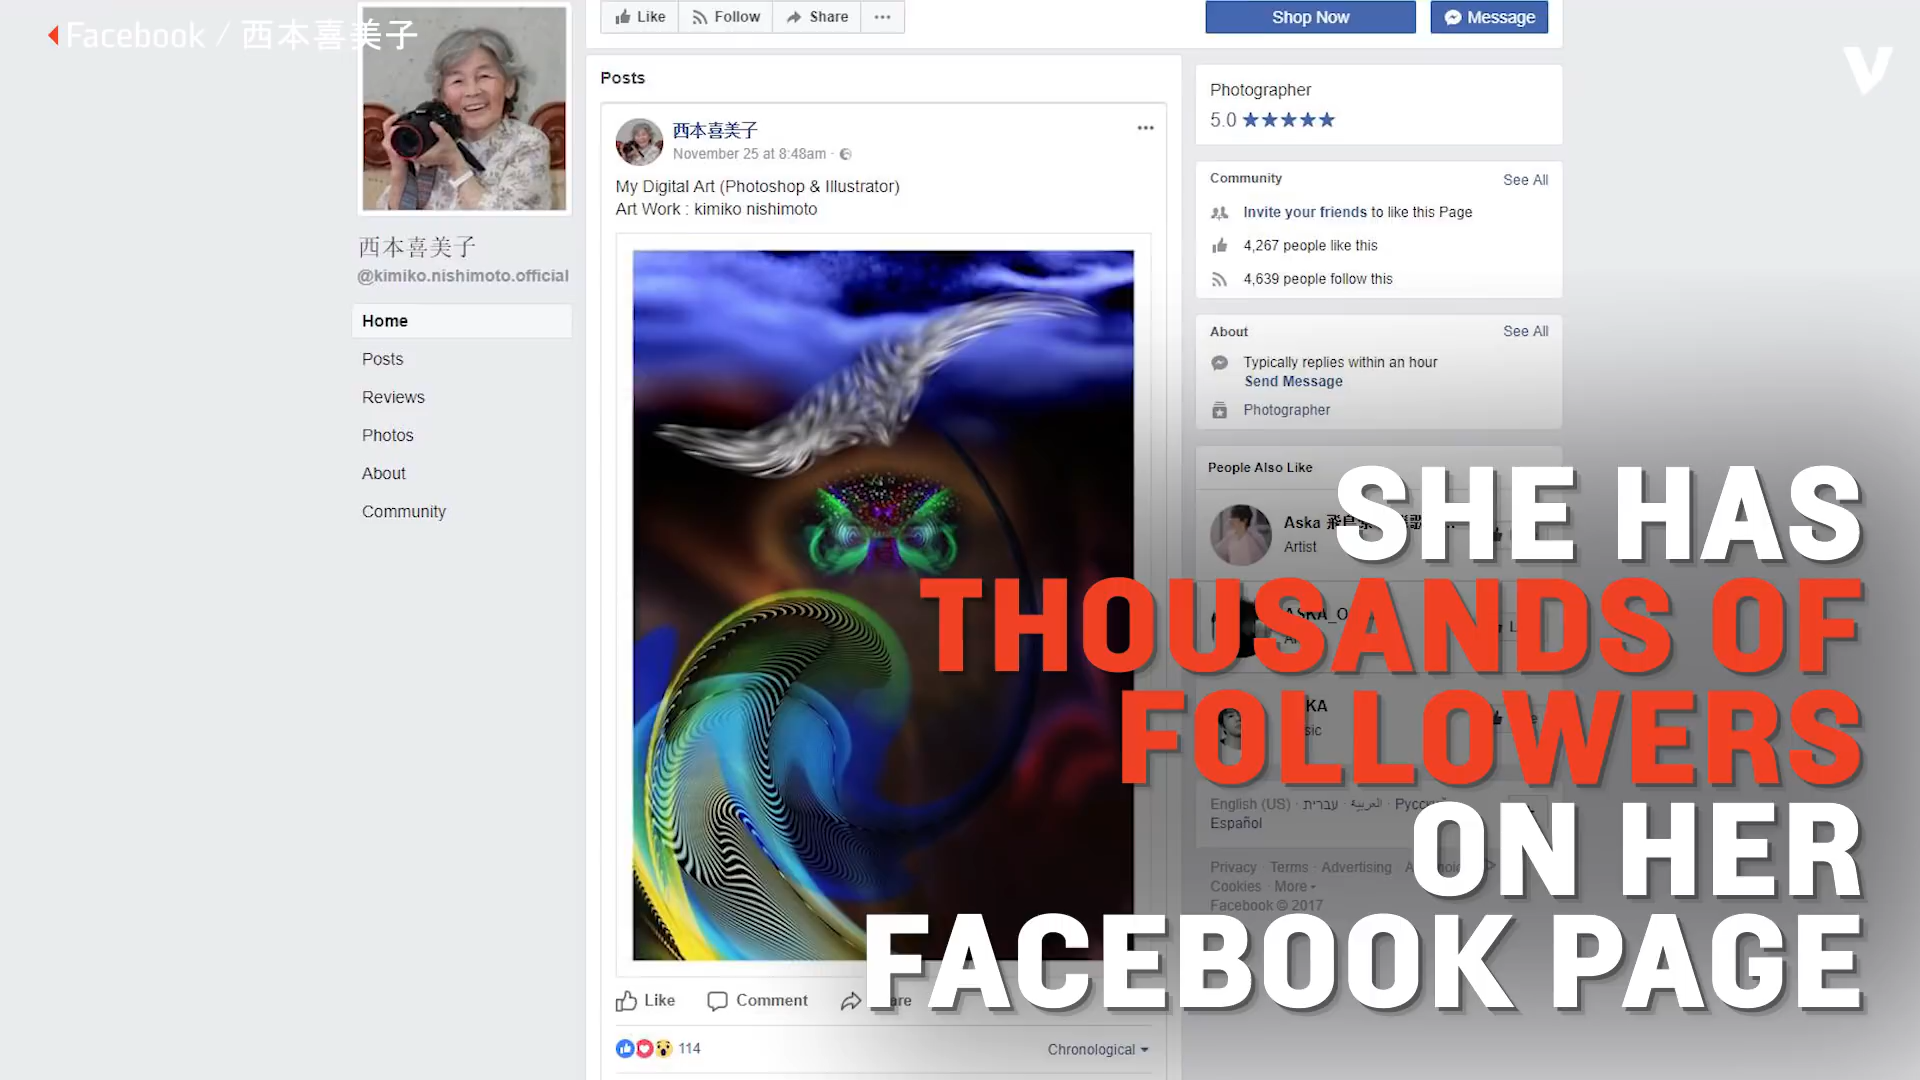 Facebook / 西本喜美子
Like
Follow
Share
Shop Now
Message
Posts
西本喜美子
November 25 at 8:48am
My Digital Art (Photoshop & Illustrator)
Art Work : kimiko nishimoto
西本喜美子
@kimiko.nishimoto.official
Home
Posts
Reviews
Photos
About
Community
Photographer
5.0
Community
See All
Invite your friends to like this Page
4,267 people like this
4,639 people follow this
About
See All
Typically replies within an hour
Send Message
Photographer
People Also Like
Aska
Artist
English (US) · עברית · العربية ·
Español
Privacy · Terms · Advertising
Cookies · More
Facebook © 2017
SHE HAS
THOUSANDS OF
FOLLOWERS
ON HER
FACEBOOK PAGE
Like
Comment
114
Chronological
V